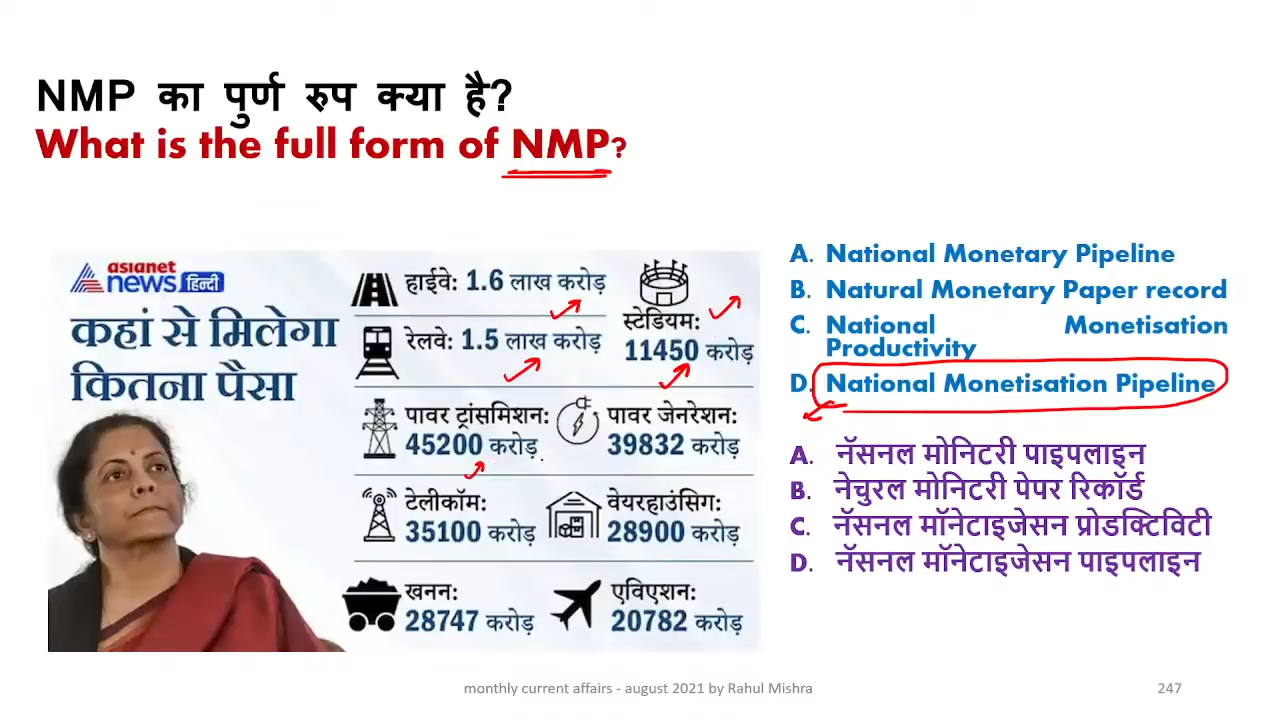 NMP का पुर्ण रुप क्या है?
What is the full form of NMP?
asianet
news हिन्दी
कहां से मिलेगा
कितना पैसा
हाईवे: 1.6 लाख करोड़
रेलवे: 1.5 लाख करोड़
स्टेडियम:
11450 करोड़
पावर ट्रांसमिशन:
45200 करोड़
पावर जेनरेशन:
39832 करोड़
टेलीकॉम:
35100 करोड़
वेयरहाउंसिग:
28900 करोड़
खनन:
28747 करोड़
एविएशन:
20782 करोड़
A. National Monetary Pipeline
B. Natural Monetary Paper record
C. National Monetisation
Productivity
D. National Monetisation Pipeline
A. नॅसनल मोनिटरी पाइपलाइन
B. नेचुरल मोनिटरी पेपर रिकॉर्ड
C. नॅसनल मॉनेटाइजेसन प्रोडक्टिविटी
D. नॅसनल मॉनेटाइजेसन पाइपलाइन
monthly current affairs - august 2021 by Rahul Mishra
247